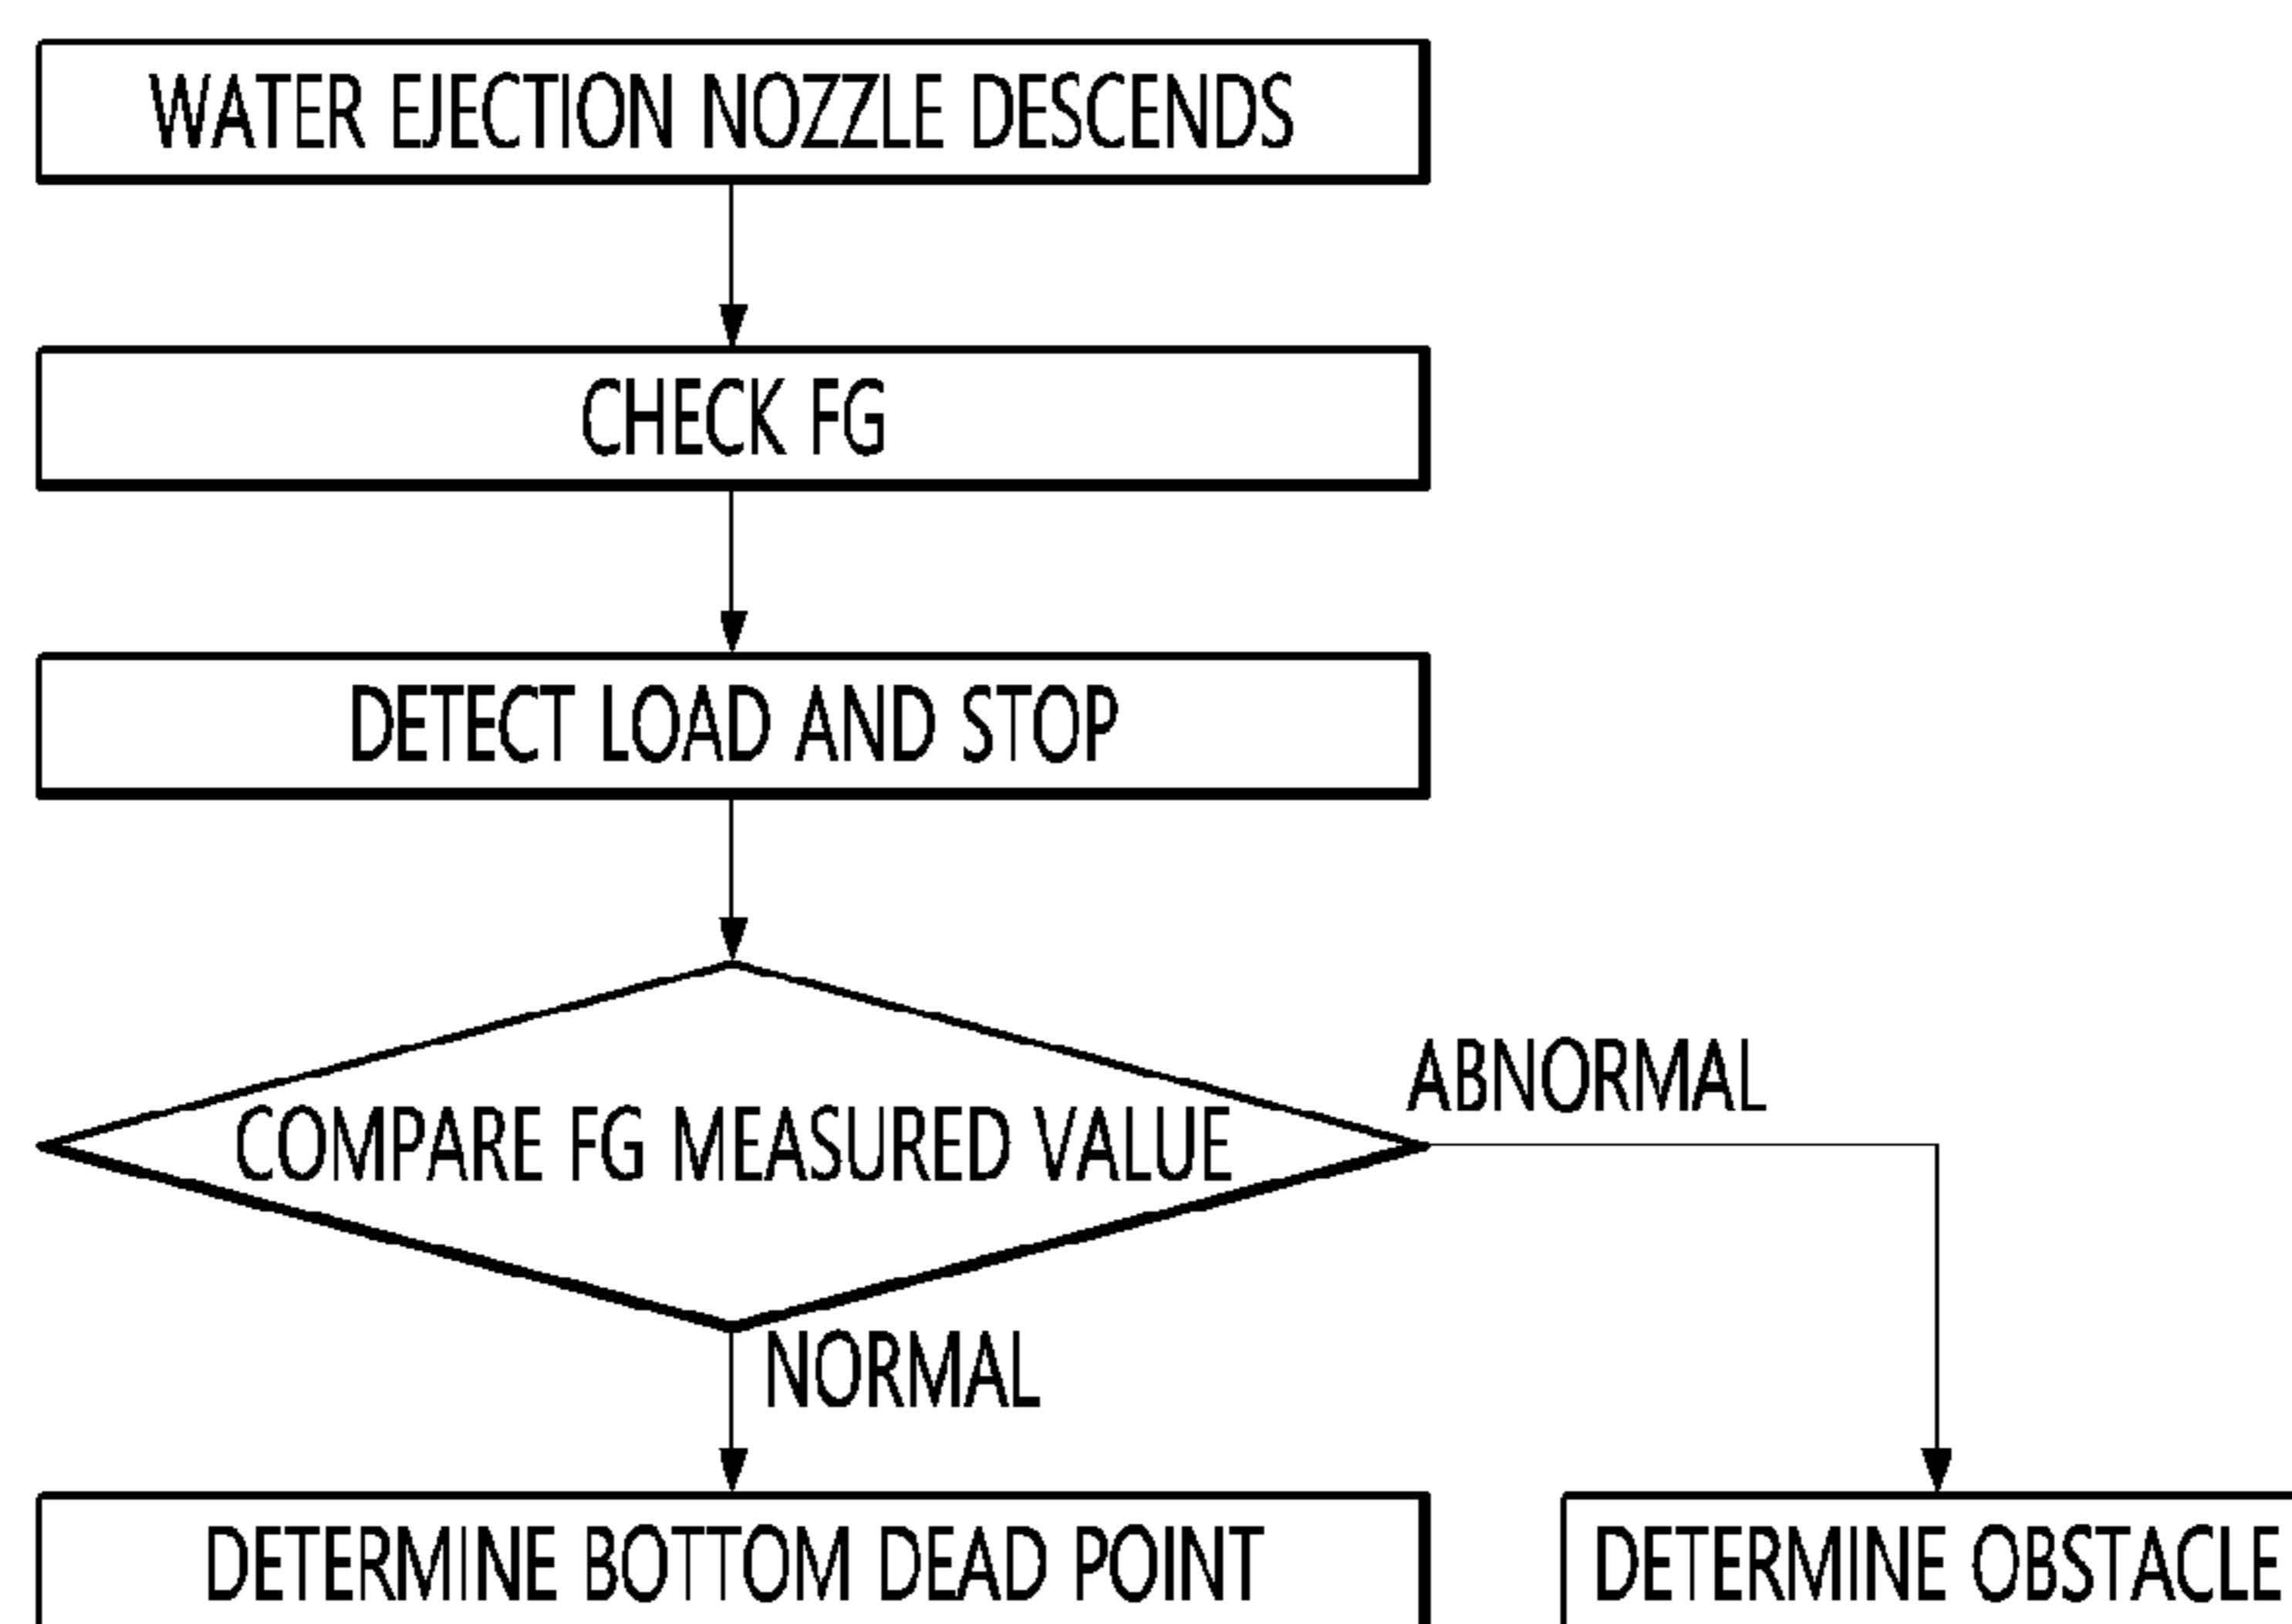 WATER EJECTION NOZZLE DESCENDS
CHECK FG
DETECT LOAD AND STOP
COMPARE FG MEASURED VALUE
ABNORMAL
NORMAL
DETERMINE BOTTOM DEAD POINT
DETERMINE OBSTACLE